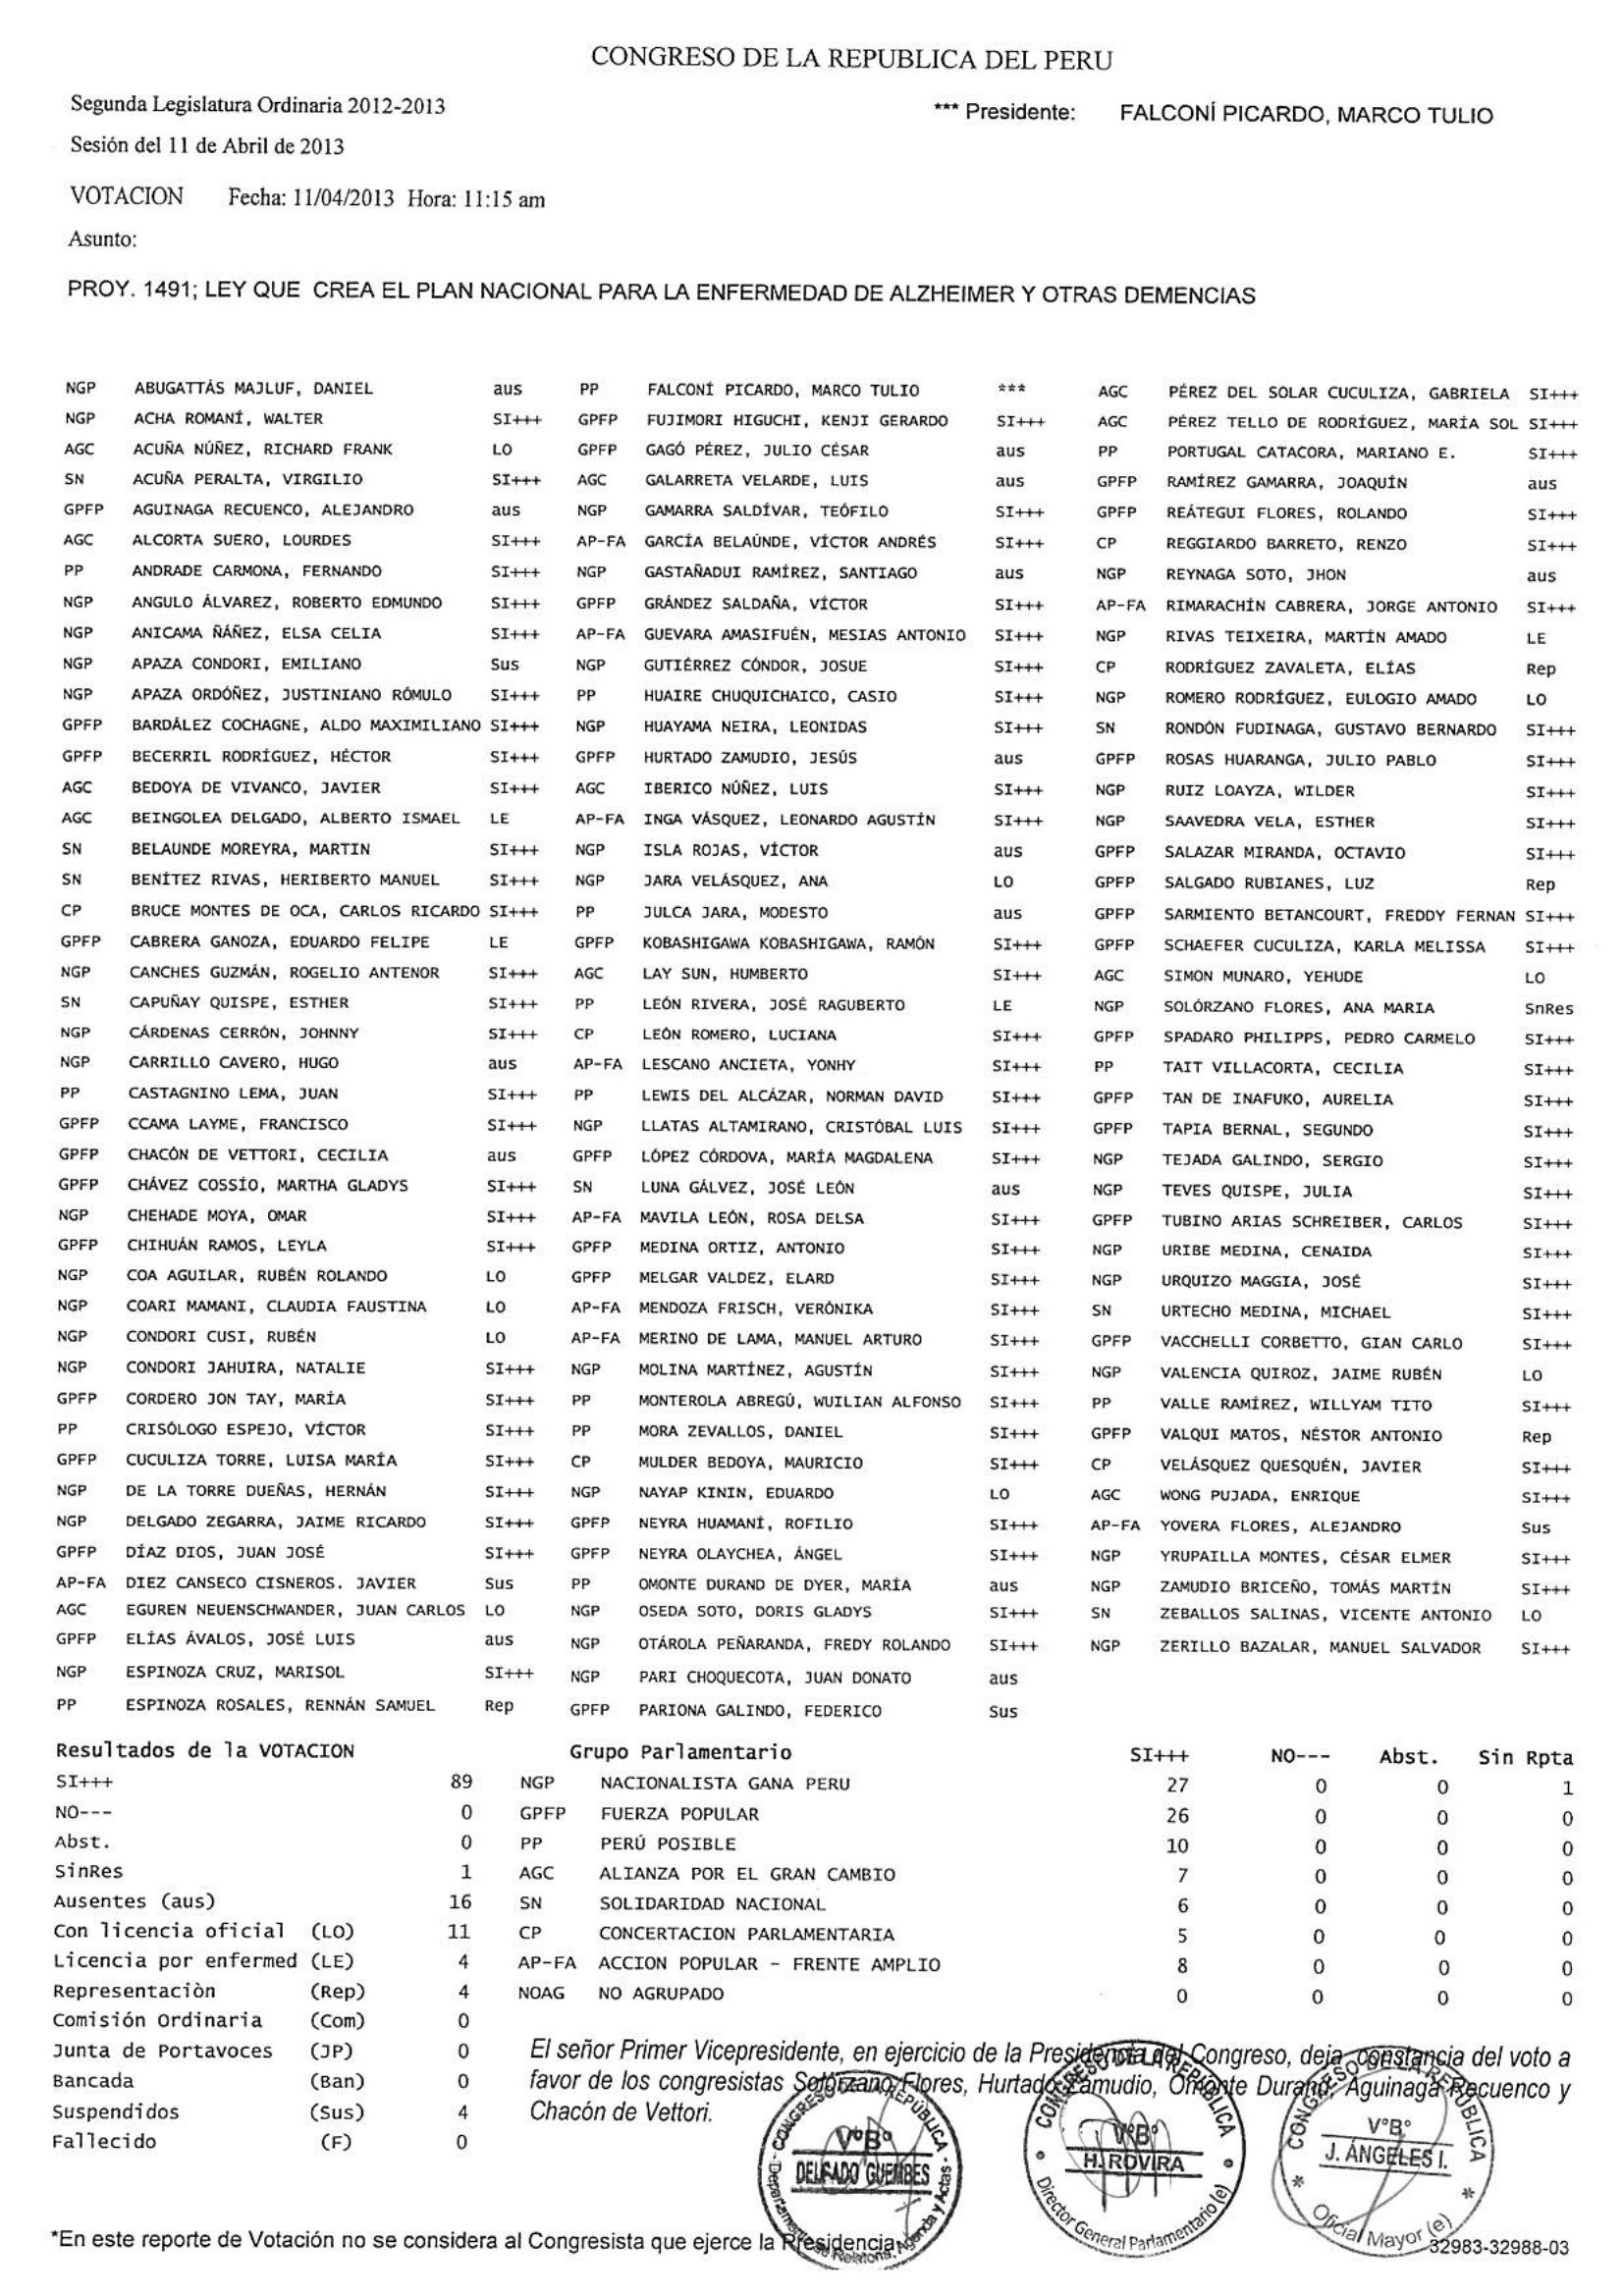 CONGRESO DE LA REPUBLICA DEL PERU
Segunda Legislatura Ordinaria 2012-2013
*** Presidente: FALCONÍ PICARDO, MARCO TULIO
Sesión del 11 de Abril de 2013
VOTACION Fecha: 11/04/2013 Hora: 11:15 am
Asunto:
PROY. 1491; LEY QUE CREA EL PLAN NACIONAL PARA LA ENFERMEDAD DE ALZHEIMER Y OTRAS DEMENCIAS
NGP ABUGATTÁS MAJLUF, DANIEL aus
NGP ACHA ROMANÍ, WALTER SI+++
AGC ACUÑA NÚÑEZ, RICHARD FRANK LO
SN ACUÑA PERALTA, VIRGILIO SI+++
GPFP AGUINAGA RECUENCO, ALEJANDRO aus
AGC ALCORTA SUERO, LOURDES SI+++
PP ANDRADE CARMONA, FERNANDO SI+++
NGP ANGULO ÁLVAREZ, ROBERTO EDMUNDO SI+++
NGP ANICAMA ÑÁÑEZ, ELSA CELIA SI+++
NGP APAZA CONDORI, EMILIANO Sus
NGP APAZA ORDÓÑEZ, JUSTINIANO RÓMULO SI+++
GPFP BARDÁLEZ COCHAGNE, ALDO MAXIMILIANO SI+++
GPFP BECERRIL RODRÍGUEZ, HÉCTOR SI+++
AGC BEDOYA DE VIVANCO, JAVIER SI+++
AGC BEINGOLEA DELGADO, ALBERTO ISMAEL LE
SN BELAUNDE MOREYRA, MARTIN SI+++
SN BENÍTEZ RIVAS, HERIBERTO MANUEL SI+++
CP BRUCE MONTES DE OCA, CARLOS RICARDO SI+++
GPFP CABRERA GANOZA, EDUARDO FELIPE LE
NGP CANCHES GUZMÁN, ROGELIO ANTENOR SI+++
SN CAPUÑAY QUISPE, ESTHER SI+++
NGP CÁRDENAS CERRÓN, JOHNNY SI+++
NGP CARRILLO CAVERO, HUGO aus
PP CASTAGNINO LEMA, JUAN SI+++
GPFP CCAMA LAYME, FRANCISCO SI+++
GPFP CHACÓN DE VETTORI, CECILIA aus
GPFP CHÁVEZ COSSÍO, MARTHA GLADYS SI+++
NGP CHEHADE MOYA, OMAR SI+++
GPFP CHIHUÁN RAMOS, LEYLA SI+++
NGP COA AGUILAR, RUBÉN ROLANDO LO
NGP COARI MAMANI, CLAUDIA FAUSTINA LO
NGP CONDORI CUSI, RUBÉN LO
NGP CONDORI JAHUIRA, NATALIE SI+++
GPFP CORDERO JON TAY, MARÍA SI+++
PP CRISÓLOGO ESPEJO, VÍCTOR SI+++
GPFP CUCULIZA TORRE, LUISA MARÍA SI+++
NGP DE LA TORRE DUEÑAS, HERNÁN SI+++
NGP DELGADO ZEGARRA, JAIME RICARDO SI+++
GPFP DÍAZ DIOS, JUAN JOSÉ SI+++
AP-FA DIEZ CANSECO CISNEROS. JAVIER Sus
AGC EGUREN NEUENSCHWANDER, JUAN CARLOS LO
GPFP ELÍAS ÁVALOS, JOSÉ LUIS aus
NGP ESPINOZA CRUZ, MARISOL SI+++
PP ESPINOZA ROSALES, RENNÁN SAMUEL Rep
PP FALCONÍ PICARDO, MARCO TULIO ***
GPFP FUJIMORI HIGUCHI, KENJI GERARDO SI+++
GPFP GAGÓ PÉREZ, JULIO CÉSAR aus
AGC GALARRETA VELARDE, LUIS aus
NGP GAMARRA SALDÍVAR, TEÓFILO SI+++
AP-FA GARCÍA BELAÚNDE, VÍCTOR ANDRÉS SI+++
NGP GASTAÑADUI RAMÍREZ, SANTIAGO aus
GPFP GRÁNDEZ SALDAÑA, VÍCTOR SI+++
AP-FA GUEVARA AMASIFUÉN, MESIAS ANTONIO SI+++
NGP GUTIÉRREZ CÓNDOR, JOSUE SI+++
PP HUAIRE CHUQUICHAICO, CASIO SI+++
NGP HUAYAMA NEIRA, LEONIDAS SI+++
GPFP HURTADO ZAMUDIO, JESÚS aus
AGC IBERICO NÚÑEZ, LUIS SI+++
AP-FA INGA VÁSQUEZ, LEONARDO AGUSTÍN SI+++
NGP ISLA ROJAS, VÍCTOR aus
NGP JARA VELÁSQUEZ, ANA LO
PP JULCA JARA, MODESTO aus
GPFP KOBASHIGAWA KOBASHIGAWA, RAMÓN SI+++
AGC LAY SUN, HUMBERTO SI+++
PP LEÓN RIVERA, JOSÉ RAGUBERTO LE
CP LEÓN ROMERO, LUCIANA SI+++
AP-FA LESCANO ANCIETA, YONHY SI+++
PP LEWIS DEL ALCÁZAR, NORMAN DAVID SI+++
NGP LLATAS ALTAMIRANO, CRISTÓBAL LUIS SI+++
GPFP LÓPEZ CÓRDOVA, MARÍA MAGDALENA SI+++
SN LUNA GÁLVEZ, JOSÉ LEÓN aus
AP-FA MAVILA LEÓN, ROSA DELSA SI+++
GPFP MEDINA ORTIZ, ANTONIO SI+++
GPFP MELGAR VALDEZ, ELARD SI+++
AP-FA MENDOZA FRISCH, VERÓNIKA SI+++
AP-FA MERINO DE LAMA, MANUEL ARTURO SI+++
NGP MOLINA MARTÍNEZ, AGUSTÍN SI+++
PP MONTEROLA ABREGÚ, WUILIAN ALFONSO SI+++
PP MORA ZEVALLOS, DANIEL SI+++
CP MULDER BEDOYA, MAURICIO SI+++
NGP NAYAP KININ, EDUARDO LO
GPFP NEYRA HUAMANÍ, ROFILIO SI+++
GPFP NEYRA OLAYCHEA, ÁNGEL SI+++
PP OMONTE DURAND DE DYER, MARÍA aus
NGP OSEDA SOTO, DORIS GLADYS SI+++
NGP OTÁROLA PEÑARANDA, FREDY ROLANDO SI+++
NGP PARI CHOQUECOTA, JUAN DONATO aus
GPFP PARIONA GALINDO, FEDERICO Sus
AGC PÉREZ DEL SOLAR CUCULIZA, GABRIELA SI+++
AGC PÉREZ TELLO DE RODRÍGUEZ, MARÍA SOL SI+++
PP PORTUGAL CATACORA, MARIANO E. SI+++
GPFP RAMÍREZ GAMARRA, JOAQUÍN aus
GPFP REÁTEGUI FLORES, ROLANDO SI+++
CP REGGIARDO BARRETO, RENZO SI+++
NGP REYNAGA SOTO, JHON aus
AP-FA RIMARACHÍN CABRERA, JORGE ANTONIO SI+++
NGP RIVAS TEIXEIRA, MARTÍN AMADO LE
CP RODRÍGUEZ ZAVALETA, ELÍAS Rep
NGP ROMERO RODRÍGUEZ, EULOGIO AMADO LO
SN RONDÓN FUDINAGA, GUSTAVO BERNARDO SI+++
GPFP ROSAS HUARANGA, JULIO PABLO SI+++
NGP RUIZ LOAYZA, WILDER SI+++
NGP SAAVEDRA VELA, ESTHER SI+++
GPFP SALAZAR MIRANDA, OCTAVIO SI+++
GPFP SALGADO RUBIANES, LUZ Rep
GPFP SARMIENTO BETANCOURT, FREDDY FERNAN SI+++
GPFP SCHAEFER CUCULIZA, KARLA MELISSA SI+++
AGC SIMON MUNARO, YEHUDE LO
NGP SOLÓRZANO FLORES, ANA MARIA SnRes
GPFP SPADARO PHILIPPS, PEDRO CARMELO SI+++
PP TAIT VILLACORTA, CECILIA SI+++
GPFP TAN DE INAFUKO, AURELIA SI+++
GPFP TAPIA BERNAL, SEGUNDO SI+++
NGP TEJADA GALINDO, SERGIO SI+++
NGP TEVES QUISPE, JULIA SI+++
GPFP TUBINO ARIAS SCHREIBER, CARLOS SI+++
NGP URIBE MEDINA, CENAIDA SI+++
NGP URQUIZO MAGGIA, JOSÉ SI+++
SN URTECHO MEDINA, MICHAEL SI+++
GPFP VACCHELLI CORBETTO, GIAN CARLO SI+++
NGP VALENCIA QUIROZ, JAIME RUBÉN LO
PP VALLE RAMÍREZ, WILLYAM TITO SI+++
GPFP VALQUI MATOS, NÉSTOR ANTONIO Rep
CP VELÁSQUEZ QUESQUÉN, JAVIER SI+++
AGC WONG PUJADA, ENRIQUE SI+++
AP-FA YOVERA FLORES, ALEJANDRO Sus
NGP YRUPAILLA MONTES, CÉSAR ELMER SI+++
NGP ZAMUDIO BRICEÑO, TOMÁS MARTÍN SI+++
SN ZEBALLOS SALINAS, VICENTE ANTONIO LO
NGP ZERILLO BAZALAR, MANUEL SALVADOR SI+++
Resultados de la VOTACION
SI+++ 89
NO--- 0
Abst. 0
SinRes 1
Ausentes (aus) 16
Con licencia oficial (LO) 11
Licencia por enfermed (LE) 4
Representaciòn (Rep) 4
Comisión Ordinaria (Com) 0
Junta de Portavoces (JP) 0
Bancada (Ban) 0
Suspendidos (Sus) 4
Fallecido (F) 0
Grupo Parlamentario SI+++ NO--- Abst. Sin Rpta
NGP NACIONALISTA GANA PERU 27 0 0 1
GPFP FUERZA POPULAR 26 0 0 0
PP PERÚ POSIBLE 10 0 0 0
AGC ALIANZA POR EL GRAN CAMBIO 7 0 0 0
SN SOLIDARIDAD NACIONAL 6 0 0 0
CP CONCERTACION PARLAMENTARIA 5 0 0 0
AP-FA ACCION POPULAR - FRENTE AMPLIO 8 0 0 0
NOAG NO AGRUPADO 0 0 0 0
El señor Primer Vicepresidente, en ejercicio de la Presidencia del Congreso, deja constancia del voto a
favor de los congresistas Solórzano Flores, Hurtado Zamudio, Omonte Durand, Aguinaga Recuenco y
Chacón de Vettori.
CONGRESO DE LA REPÚBLICA
VºBº
DELGADO GUEMBES
Departamento de Relatoria, Agenda y Actas
CONGRESO DE LA REPÚBLICA
VºBº
H. ROVIRA
Director General Parlamentario (e)
CONGRESO DE LA REPÚBLICA
VºBº
J. ÁNGELES I.
Oficial Mayor (e)
*En este reporte de Votación no se considera al Congresista que ejerce la Presidencia.
32983-32988-03